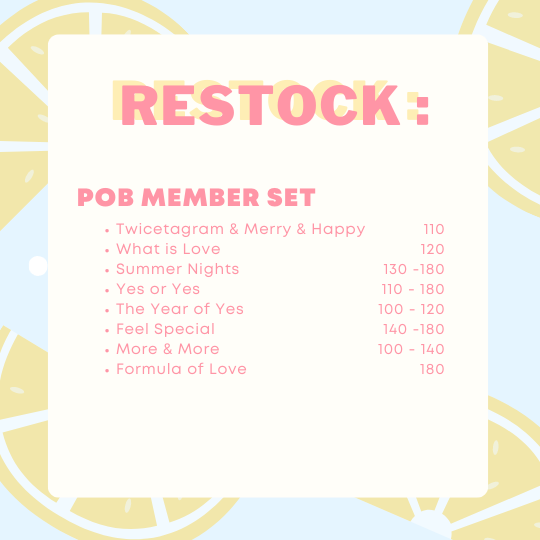 RESTOCK :
POB MEMBER SET
• Twicetagram & Merry & Happy 110
• What is Love 120
• Summer Nights 130 -180
• Yes or Yes 110 - 180
• The Year of Yes 100 - 120
• Feel Special 140 -180
• More & More 100 - 140
• Formula of Love 180